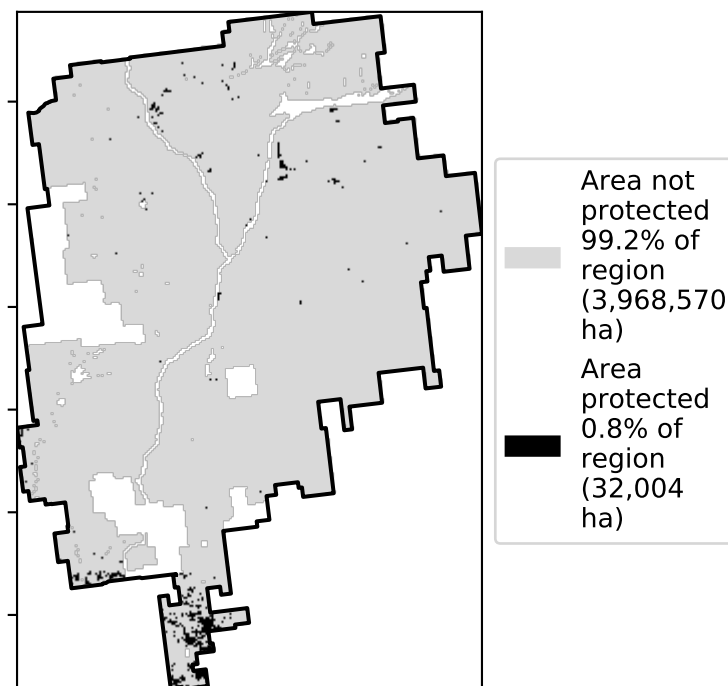 Area not
protected
99.2% of
region
(3,968,570
ha)
Area
protected
0.8% of
region
(32,004
ha)